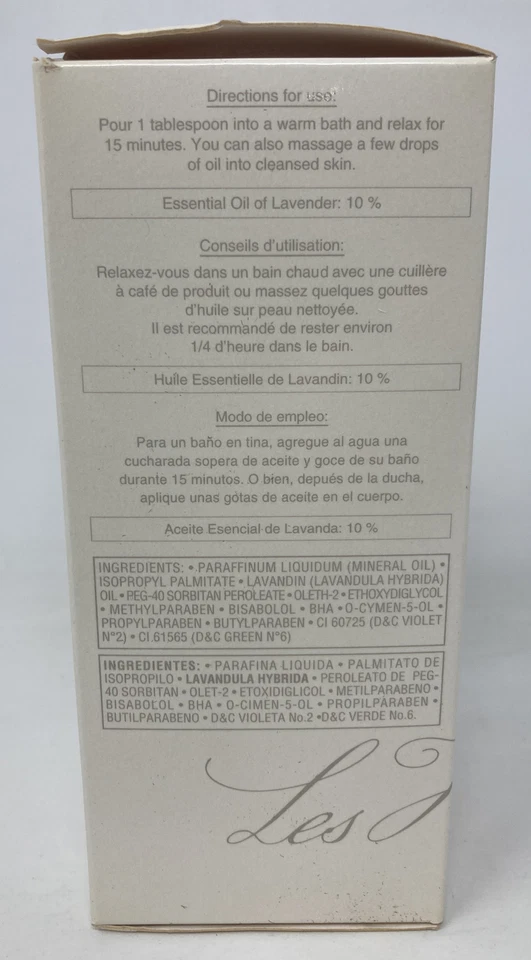 Directions for use:
Pour 1 tablespoon into a warm bath and relax for
15 minutes. You can also massage a few drops
of oil into cleansed skin.
Essential Oil of Lavender: 10 %
Conseils d'utilisation:
Relaxez-vous dans un bain chaud avec une cuillère
à café de produit ou massez quelques gouttes
d'huile sur peau nettoyée.
Il est recommandé de rester environ
1/4 d'heure dans le bain.
Huile Essentielle de Lavandin: 10 %
Modo de empleo:
Para un baño en tina, agregue al agua una
cucharada sopera de aceite y goce de su baño
durante 15 minutos. O bien, depués de la ducha,
aplique unas gotas de aceite en el cuerpo.
Aceite Esencial de Lavanda: 10 %
INGREDIENTS: • PARAFFINUM LIQUIDUM (MINERAL OIL) •
ISOPROPYL PALMITATE • LAVANDIN (LAVANDULA HYBRIDA)
OIL • PEG-40 SORBITAN PEROLEATE • OLETH-2 • ETHOXYDIGLYCOL
• METHYLPARABEN • BISABOLOL • BHA • O-CYMEN-5-OL •
PROPYLPARABEN • BUTYLPARABEN • CI 60725 (D&C VIOLET
N°2) • CI.61565 (D&C GREEN N°6)
INGREDIENTES: • PARAFINA LIQUIDA • PALMITATO DE
ISOPROPILO • LAVANDULA HYBRIDA • PEROLEATO DE PEG-
40 SORBITAN • OLET-2 • ETOXIDIGLICOL • METILPARABENO •
BISABOLOL • BHA • O-CIMEN-5-OL • PROPILPARABEN •
BUTILPARABENO • D&C VIOLETA No.2 •D&C VERDE No.6.
Les